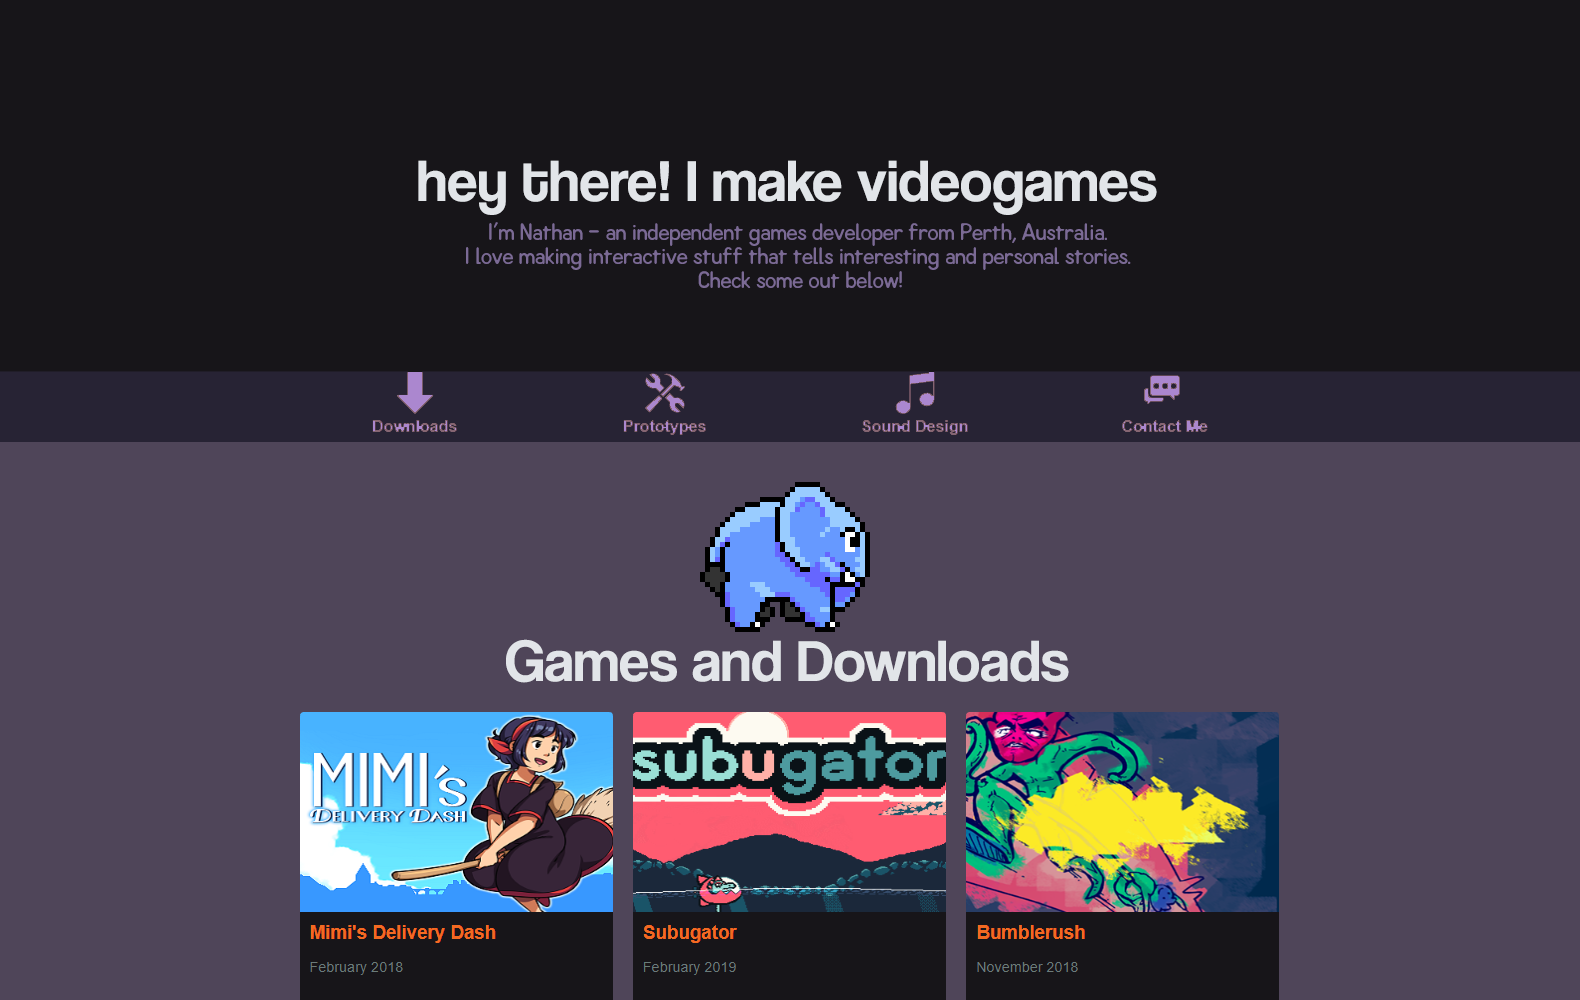 hey there! I make videogames
I'm Nathan - an independent games developer from Perth, Australia.
I love making interactive stuff that tells interesting and personal stories.
Check some out below!
Downloads
Prototypes
Sound Design
Contact Me
Games and Downloads
MIMI's
DELIVERY DASH
subugator
Mimi's Delivery Dash
Subugator
Bumblerush
February 2018
February 2019
November 2018